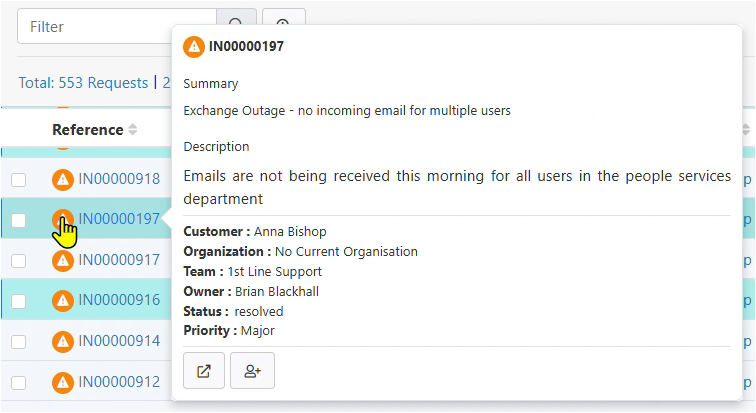 Filter
Total: 553 Requests | 2
Reference
IN00000918
IN00000197
IN00000917
IN00000916
IN00000914
IN00000912
IN00000197
Summary
Exchange Outage - no incoming email for multiple users
Description
Emails are not being received this morning for all users in the people services
department
Customer : Anna Bishop
Organization : No Current Organisation
Team : 1st Line Support
Owner : Brian Blackhall
Status : resolved
Priority : Major
p
p
p
p
p
p